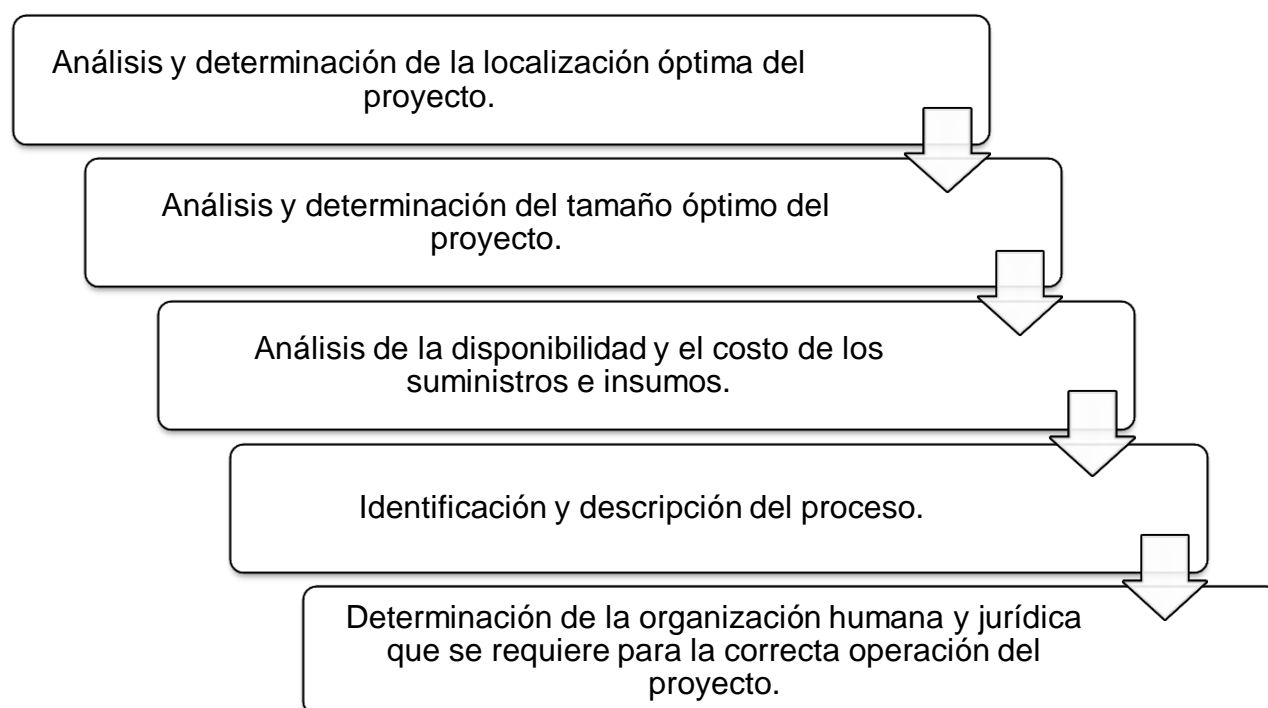 Análisis y determinación de la localización óptima del
proyecto.
Análisis y determinación del tamaño óptimo del
proyecto.
Análisis de la disponibilidad y el costo de los
suministros e insumos.
Identificación y descripción del proceso.
Determinación de la organización humana y jurídica
que se requiere para la correcta operación del
proyecto.